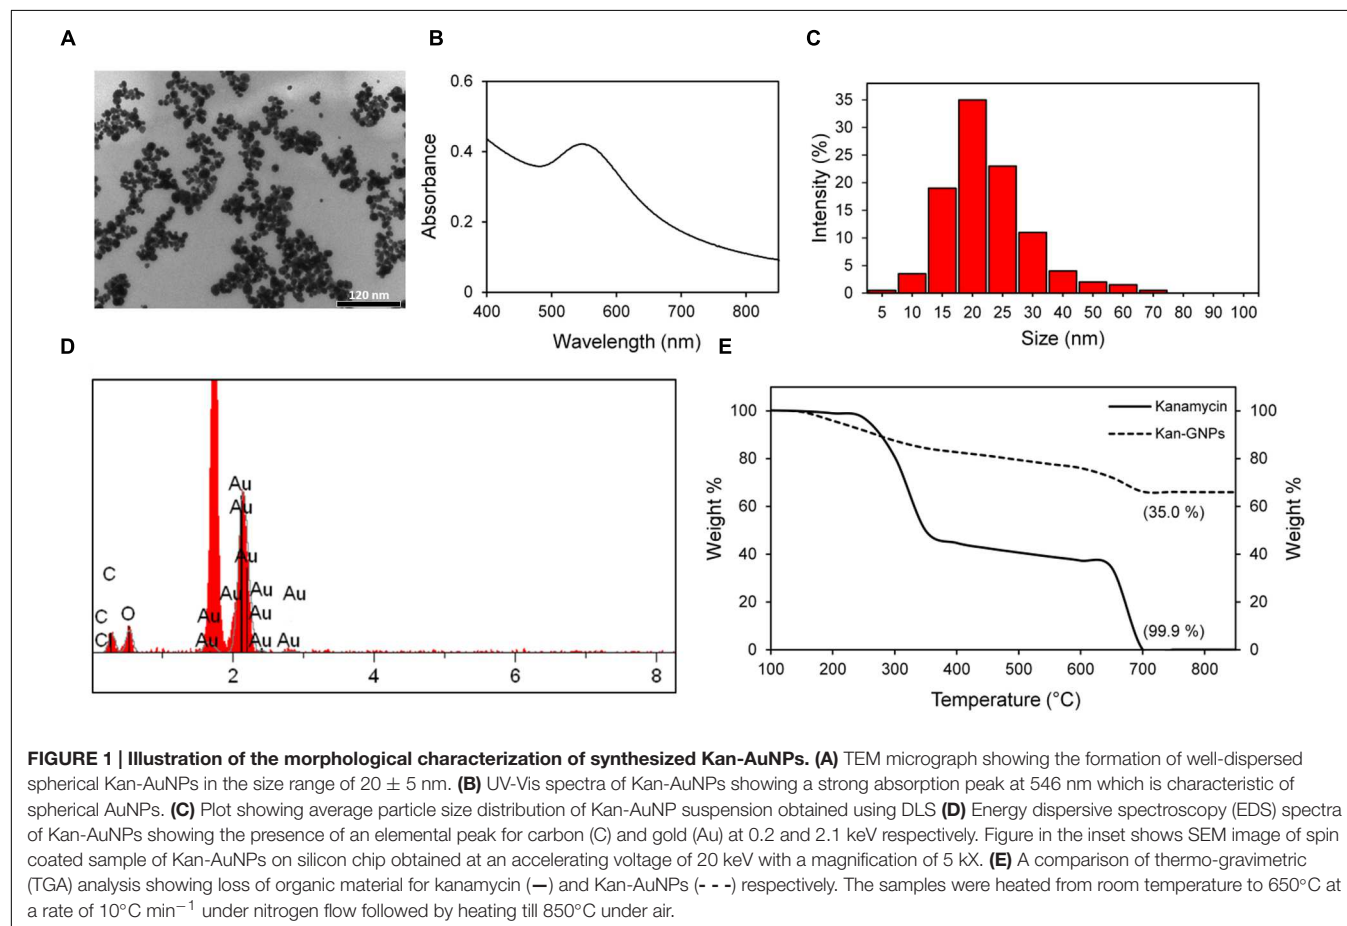 A
B
C
120 nm
0.6
0.4
0.2
0
Absorbance
400 500 600 700 800
Wavelength (nm)
35
30
25
20
15
10
5
0
Intensity (%)
5 10 15 20 25 30 40 50 60 70 80 90 100
Size (nm)
D
E
Au
Au
Au
C
Au Au Au
C O Au Au
C Au Au Au
2 4 6 8
100
80
60
40
20
0
Weight %
Kanamycin
Kan-GNPs
(35.0 %)
(99.9 %)
100
80
60
40
20
0
Weight %
100 200 300 400 500 600 700 800
Temperature (°C)
FIGURE 1 | Illustration of the morphological characterization of synthesized Kan-AuNPs. (A) TEM micrograph showing the formation of well-dispersed
spherical Kan-AuNPs in the size range of 20 ± 5 nm. (B) UV-Vis spectra of Kan-AuNPs showing a strong absorption peak at 546 nm which is characteristic of
spherical AuNPs. (C) Plot showing average particle size distribution of Kan-AuNP suspension obtained using DLS (D) Energy dispersive spectroscopy (EDS) spectra
of Kan-AuNPs showing the presence of an elemental peak for carbon (C) and gold (Au) at 0.2 and 2.1 keV respectively. Figure in the inset shows SEM image of spin
coated sample of Kan-AuNPs on silicon chip obtained at an accelerating voltage of 20 keV with a magnification of 5 kX. (E) A comparison of thermo-gravimetric
(TGA) analysis showing loss of organic material for kanamycin (—) and Kan-AuNPs (- - -) respectively. The samples were heated from room temperature to 650°C at
a rate of 10°C min⁻¹ under nitrogen flow followed by heating till 850°C under air.